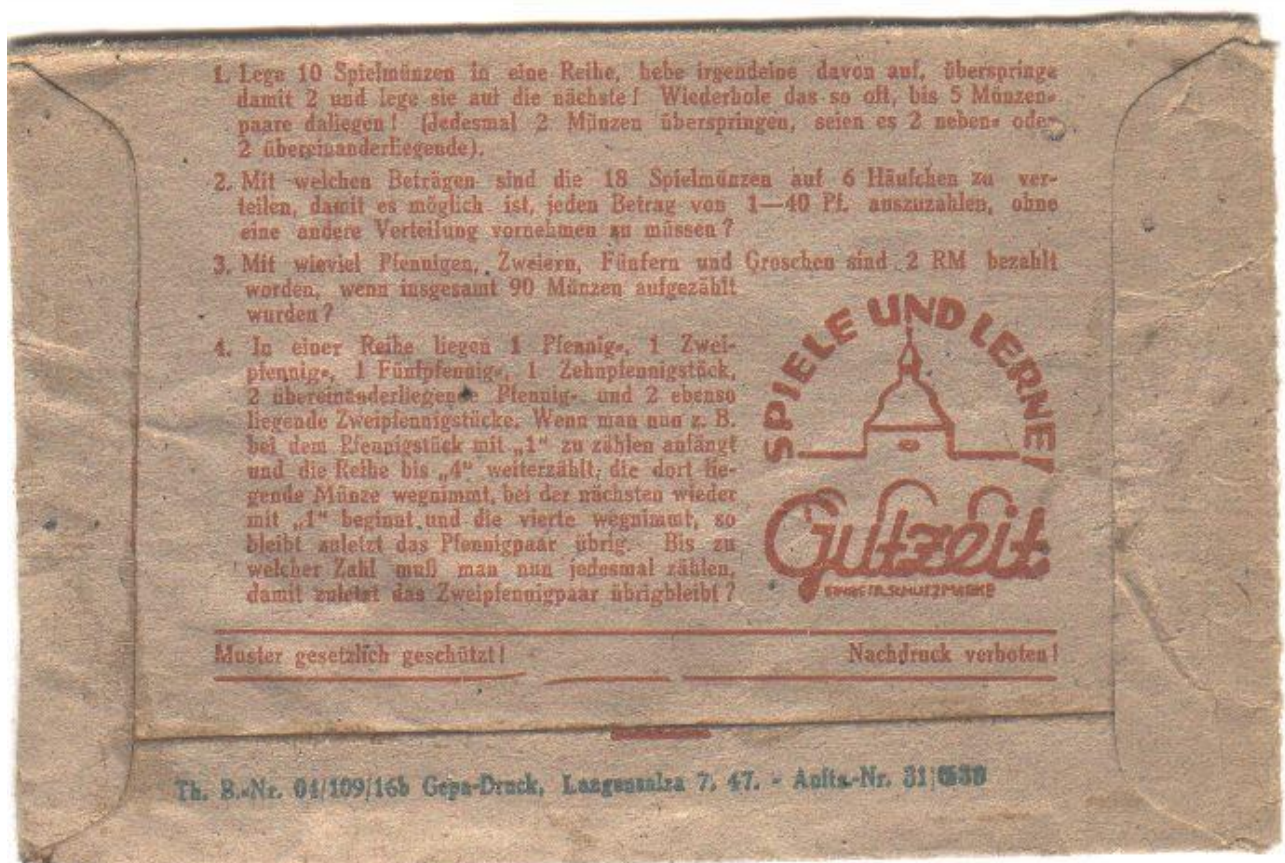 1. Lege 10 Spielmünzen in eine Reihe, hebe irgendeine davon auf, überspringe
damit 2 und lege sie auf die nächste! Wiederhole das so oft, bis 5 Münzen-
paare daliegen! (Jedesmal 2 Münzen überspringen, seien es 2 neben- oder
2 übereinanderliegende).
2. Mit welchen Beträgen sind die 18 Spielmünzen auf 6 Häufchen zu ver-
teilen, damit es möglich ist, jeden Betrag von 1—40 Pf. auszuzahlen, ohne
eine andere Verteilung vornehmen zu müssen?
3. Mit wieviel Pfennigen, Zweiern, Fünfern und Groschen sind 2 RM bezahlt
worden, wenn insgesamt 90 Münzen aufgezählt
wurden?
4. In einer Reihe liegen 1 Pfennig-, 1 Zwei-
pfennig-, 1 Fünfpfennig-, 1 Zehnpfennigstück,
2 übereinanderliegende Pfennig- und 2 ebenso
liegende Zweipfennigstücke. Wenn man nun z. B.
bei dem Pfennigstück mit „1“ zu zählen anfängt
und die Reihe bis „4“ weiterzählt, die dort lie-
gende Münze wegnimmt, bei der nächsten wieder
mit „1“ beginnt und die vierte wegnimmt, so
bleibt zuletzt das Pfennigpaar übrig. Bis zu
welcher Zahl muß man nun jedesmal zählen,
damit zuletzt das Zweipfennigpaar übrigbleibt?
SPIELE UND LERNE!
Gutzeit
Muster gesetzlich geschützt! Nachdruck verboten!
Th. B.-Nr. 04/109/16b Gepa-Druck, Langensalza 7. 47. - Aufta.-Nr. 31